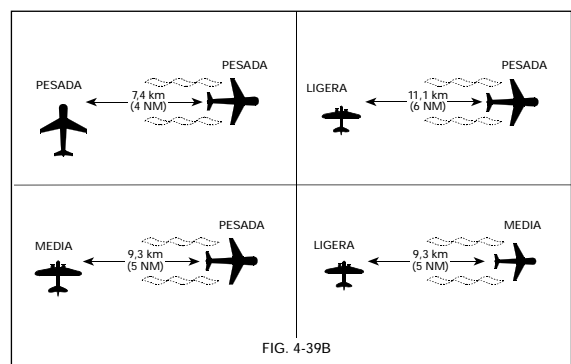 PESADA
PESADA
7,4 km
(4 NM)
PESADA
LIGERA
11,1 km
(6 NM)
PESADA
MEDIA
9,3 km
(5 NM)
MEDIA
LIGERA
9,3 km
(5 NM)
FIG. 4-39B